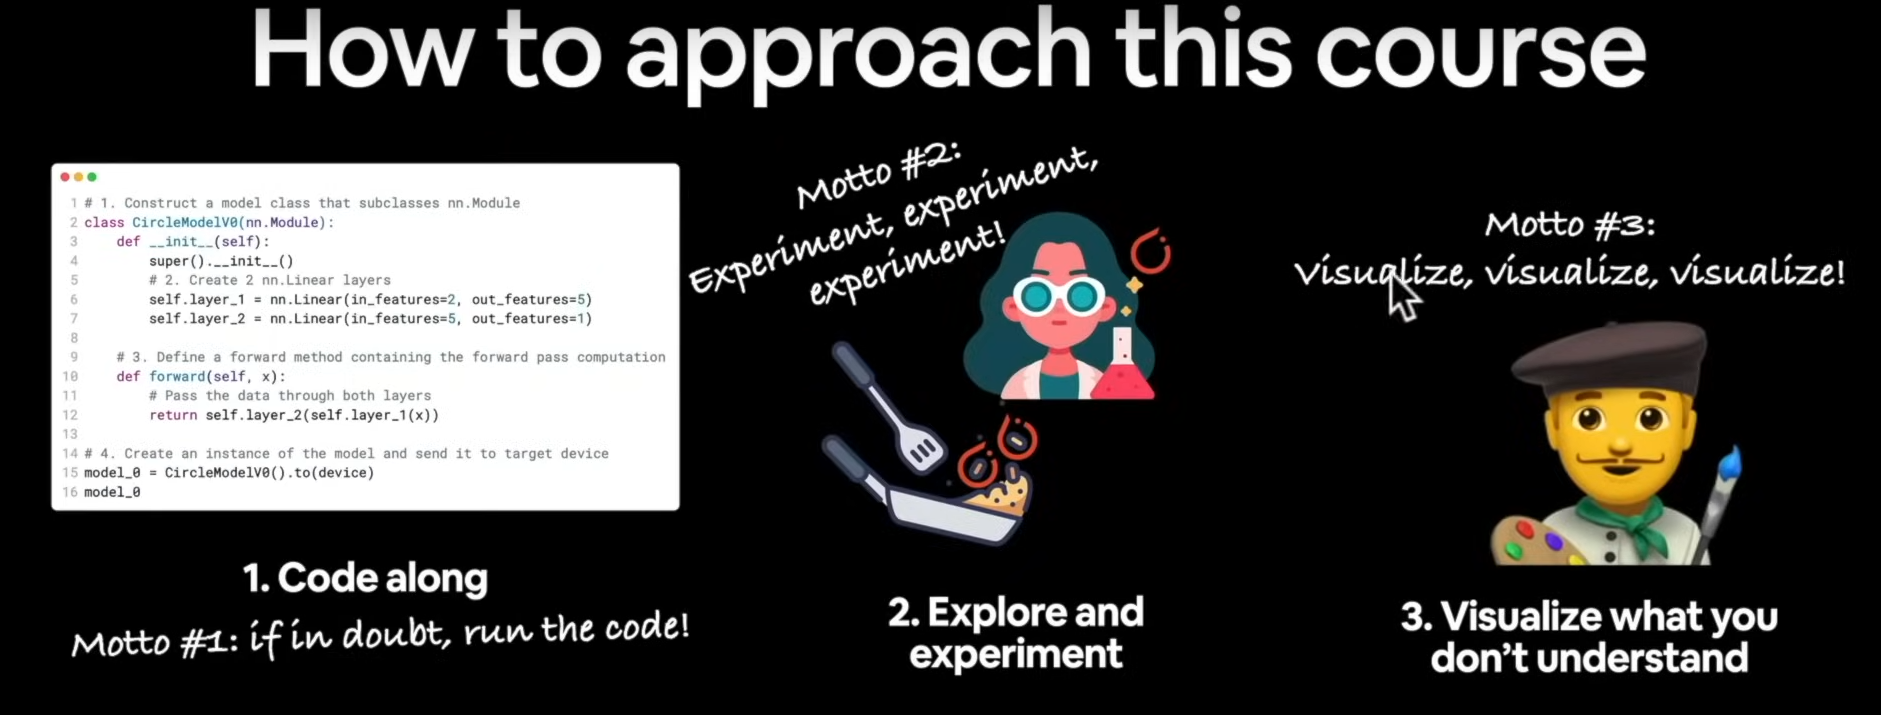 How to approach this course
1 # 1. Construct a model class that subclasses nn.Module
2 class CircleModelV0(nn.Module):
3     def __init__(self):
4         super().__init__()
5         # 2. Create 2 nn.Linear layers
6         self.layer_1 = nn.Linear(in_features=2, out_features=5)
7         self.layer_2 = nn.Linear(in_features=5, out_features=1)
8
9     # 3. Define a forward method containing the forward pass computation
10     def forward(self, x):
11         # Pass the data through both layers
12         return self.layer_2(self.layer_1(x))
13
14 # 4. Create an instance of the model and send it to target device
15 model_0 = CircleModelV0().to(device)
16 model_0
1. Code along
Motto #1: if in doubt, run the code!
Motto #2:
Experiment, experiment,
experiment!
2. Explore and
experiment
Motto #3:
Visualize, visualize, visualize!
3. Visualize what you
don’t understand